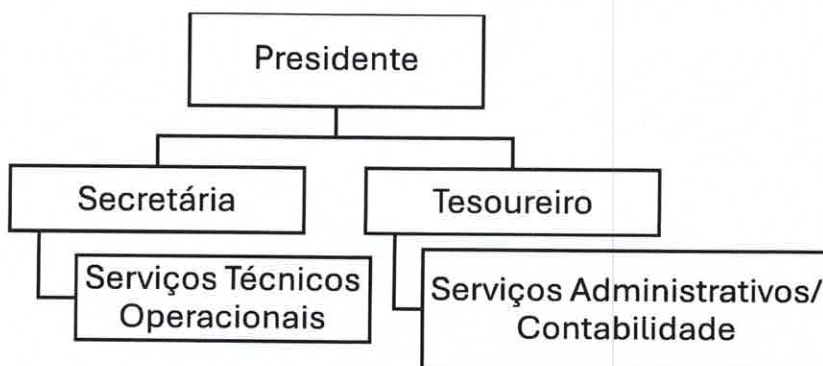 Presidente
Secretária
Tesoureiro
Serviços Técnicos
Operacionais
Serviços Administrativos/
Contabilidade